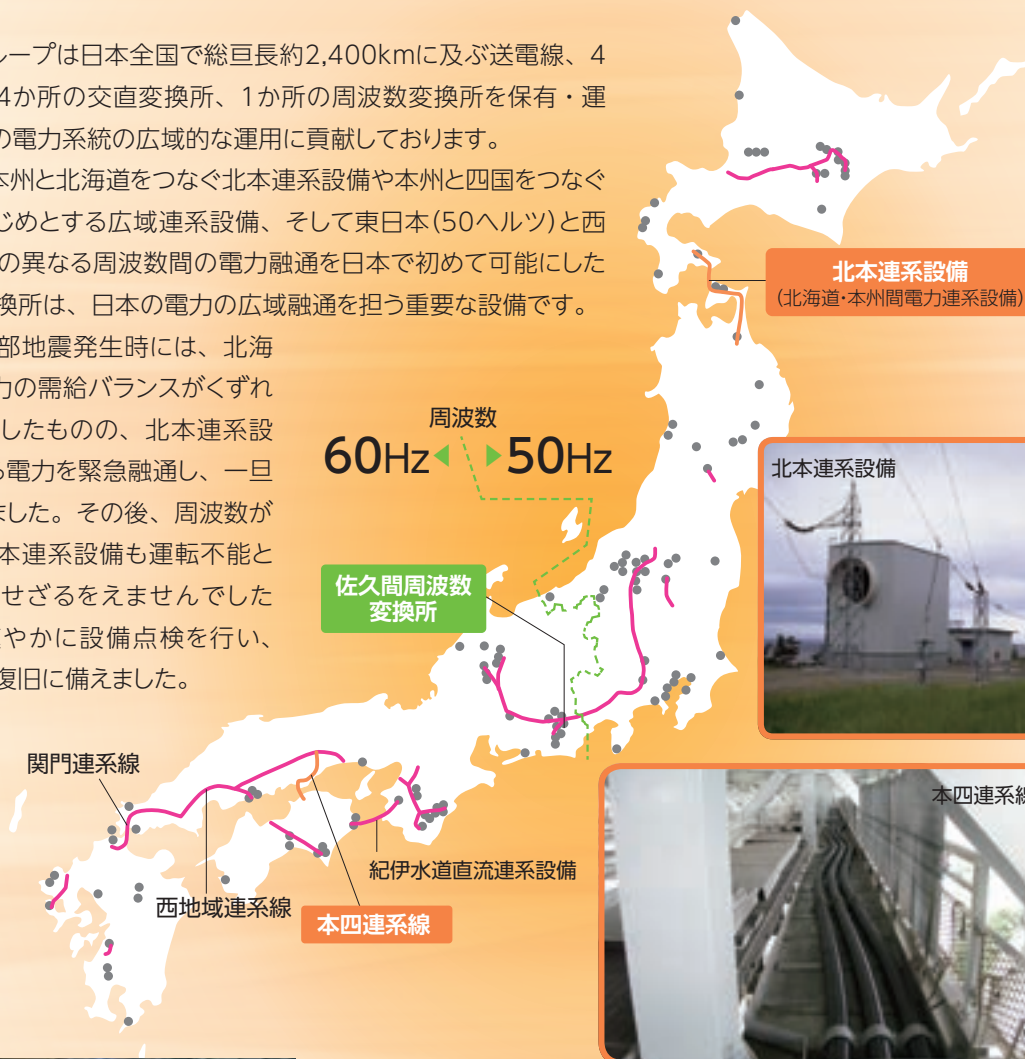 ループは日本全国で総亘長約2,400kmに及ぶ送電線、4
4か所の交直変換所、1か所の周波数変換所を保有・運
の電力系統の広域的な運用に貢献しております。
本州と北海道をつなぐ北本連系設備や本州と四国をつなぐ
じめとする広域連系設備、そして東日本(50ヘルツ)と西
の異なる周波数間の電力融通を日本で初めて可能にした
換所は、日本の電力の広域融通を担う重要な設備です。
部地震発生時には、北海
力の需給バランスがくずれ
したものの、北本連系設
る電力を緊急融通し、一旦
ました。その後、周波数が
本連系設備も運転不能と
せざるをえませんでした
速やかに設備点検を行い、
復旧に備えました。
北本連系設備
(北海道・本州間電力連系設備)
周波数
60Hz 50Hz
北本連系設備
佐久間周波数
変換所
関門連系線
本四連系線
紀伊水道直流連系設備
西地域連系線
本四連系線